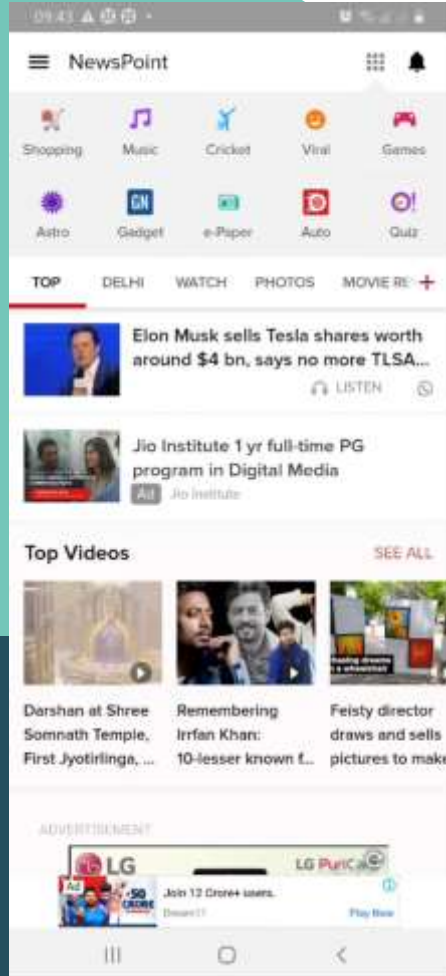 09:43
NewsPoint
Shopping Music Cricket Viral Games
GN
Astro Gadget e-Paper Auto Quiz
TOP DELHI WATCH PHOTOS MOVIE RE +
Elon Musk sells Tesla shares worth
around $4 bn, says no more TLSA...
LISTEN
Jio Institute 1 yr full-time PG
program in Digital Media
Ad Jio Institute
Top Videos SEE ALL
Darshan at Shree
Somnath Temple,
First Jyotirlinga, ...
Remembering
Irrfan Khan:
10-lesser known f...
Feisty director
draws and sells
pictures to make
ADVERTISEMENT
LG
Ad
Join 12 Crore+ users.
Dream11
Play Now